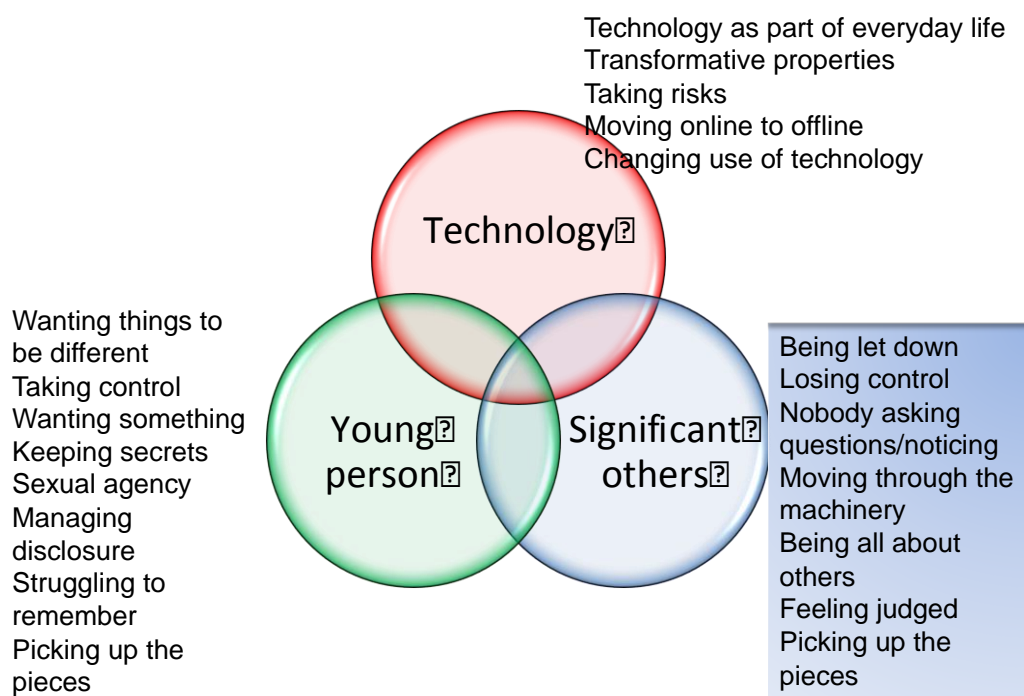 Technology as part of everyday life
Transformative properties
Taking risks
Moving online to offline
Changing use of technology
Technology⍰
Wanting things to
be different
Taking control
Wanting something
Keeping secrets
Sexual agency
Managing
disclosure
Struggling to
remember
Picking up the
pieces
Young⍰
person⍰
Significant⍰
others⍰
Being let down
Losing control
Nobody asking
questions/noticing
Moving through the
machinery
Being all about
others
Feeling judged
Picking up the
pieces